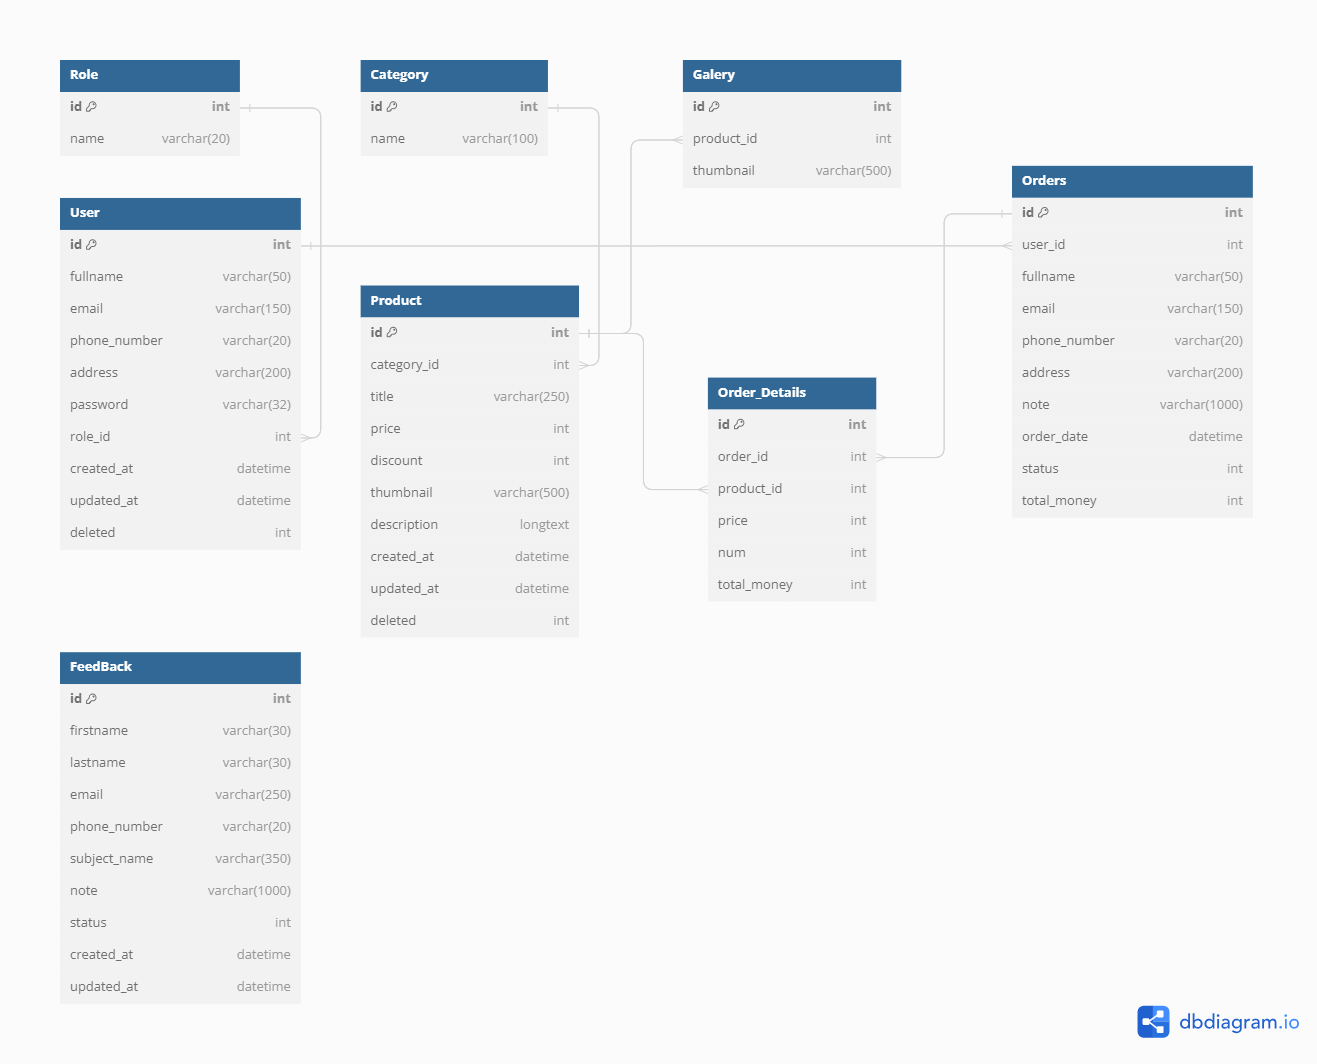 Role
id int
name varchar(20)
Category
id int
name varchar(100)
Galery
id int
product_id int
thumbnail varchar(500)
Orders
id int
user_id int
fullname varchar(50)
email varchar(150)
phone_number varchar(20)
address varchar(200)
note varchar(1000)
order_date datetime
status int
total_money int
User
id int
fullname varchar(50)
email varchar(150)
phone_number varchar(20)
address varchar(200)
password varchar(32)
role_id int
created_at datetime
updated_at datetime
deleted int
Product
id int
category_id int
title varchar(250)
price int
discount int
thumbnail varchar(500)
description longtext
created_at datetime
updated_at datetime
deleted int
Order_Details
id int
order_id int
product_id int
price int
num int
total_money int
FeedBack
id int
firstname varchar(30)
lastname varchar(30)
email varchar(250)
phone_number varchar(20)
subject_name varchar(350)
note varchar(1000)
status int
created_at datetime
updated_at datetime
dbdiagram.io